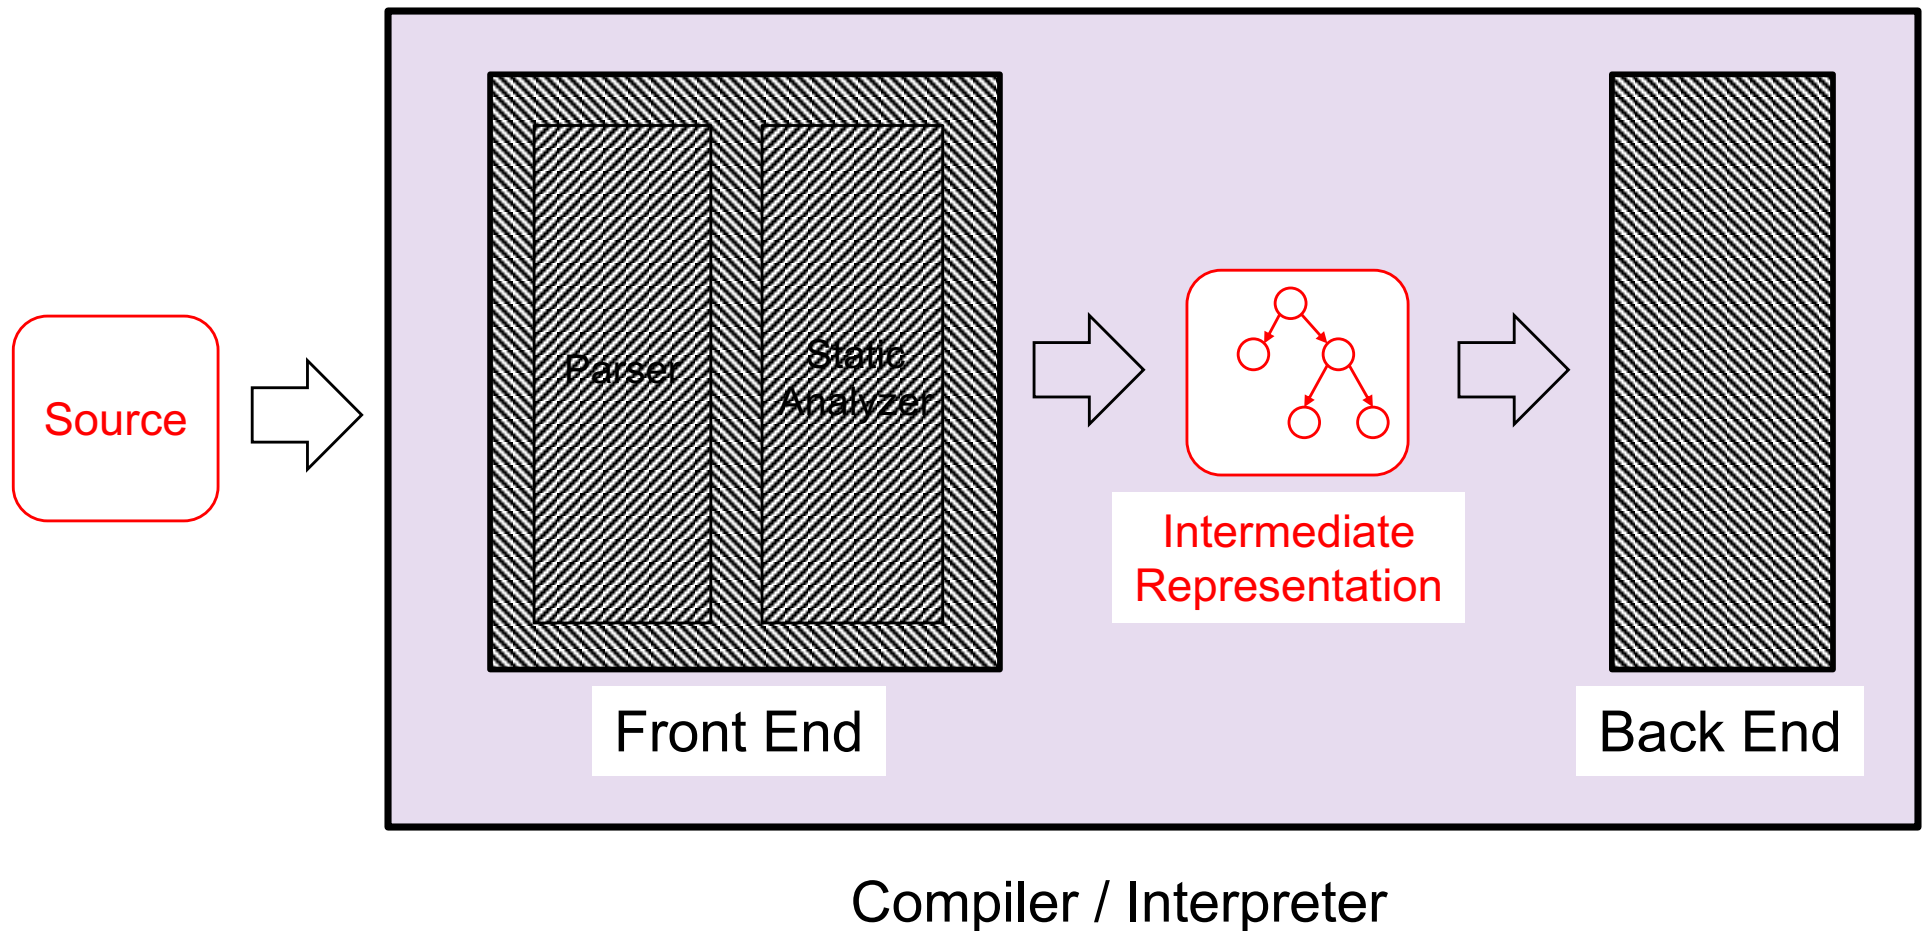 Source
Parser
Static
Analyzer
Intermediate
Representation
Front End
Back End
Compiler / Interpreter